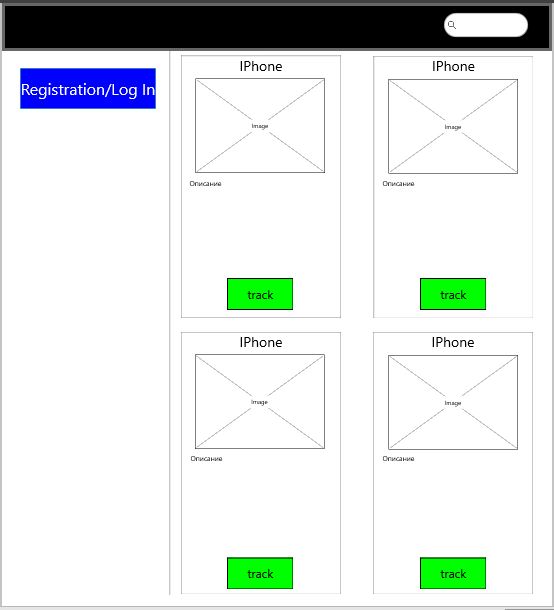 Registration/Log In
IPhone
Image
Описание
track
IPhone
Image
Описание
track
IPhone
Image
Описание
track
IPhone
Image
Описание
track